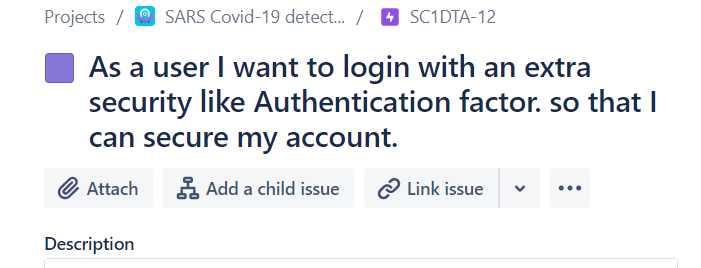 Projects / SARS Covid-19 detect... / SC1DTA-12
As a user I want to login with an extra
security like Authentication factor. so that I
can secure my account.
Attach Add a child issue Link issue
Description